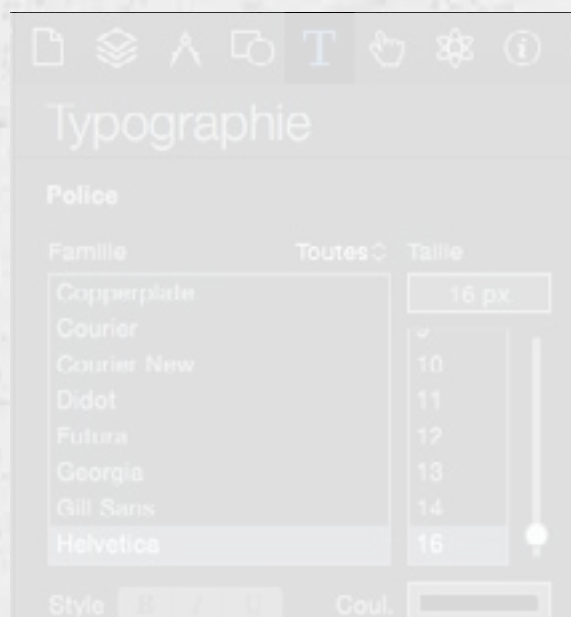 T
Typographie
Police
Famille Toutes Taille
Copperplate 16 px
Courier
Courier New 10
Didot 11
Futura 12
Georgia 13
Gill Sans 14
Helvetica 16
Style B I U Coul.